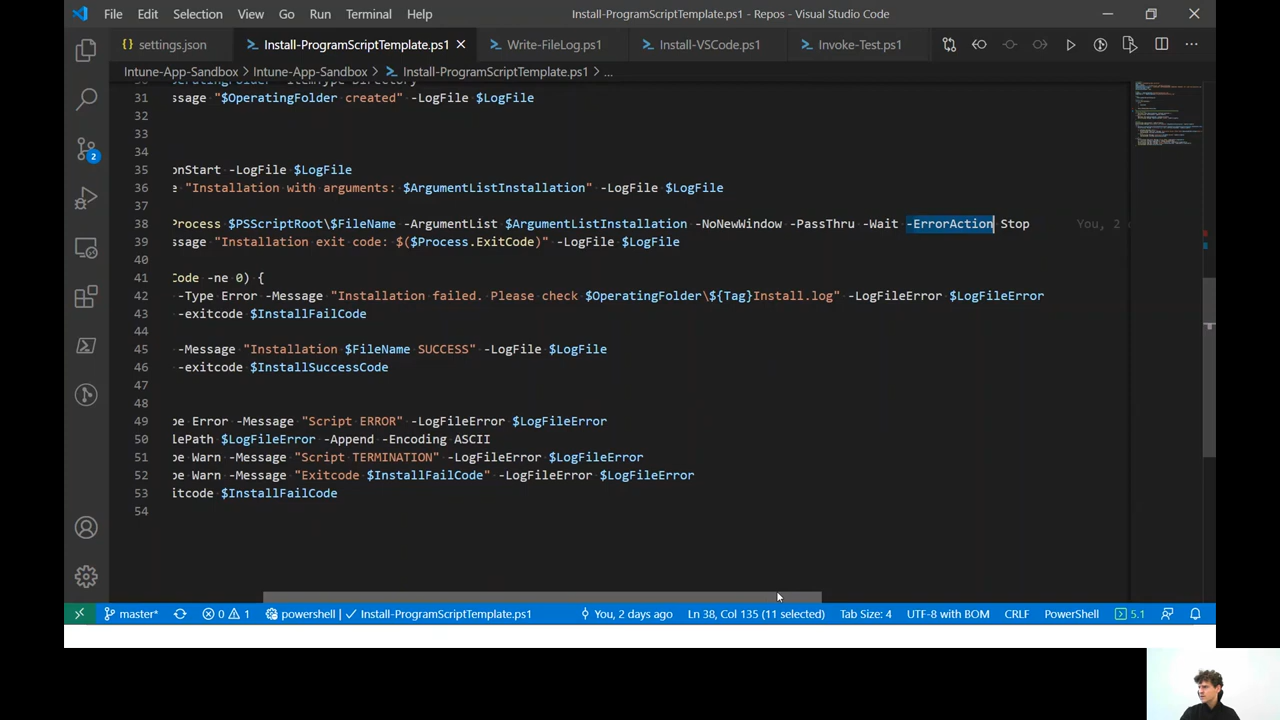 File Edit Selection View Go Run Terminal Help Install-ProgramScriptTemplate.ps1 - Repos - Visual Studio Code
settings.json Install-ProgramScriptTemplate.ps1 Write-FileLog.ps1 Install-VSCode.ps1 Invoke-Test.ps1
Intune-App-Sandbox > Intune-App-Sandbox > Install-ProgramScriptTemplate.ps1 > ...
31 ssage "$OperatingFolder created" -LogFile $LogFile
32
33
34
35 onStart -LogFile $LogFile
36 e "Installation with arguments: $ArgumentListInstallation" -LogFile $LogFile
38 Process $PSScriptRoot\$FileName -ArgumentList $ArgumentListInstallation -NoNewWindow -PassThru -Wait -ErrorAction Stop You, 2
39 ssage "Installation exit code: $($Process.ExitCode)" -LogFile $LogFile
40
41 Code -ne 0) {
42 -Type Error -Message "Installation failed. Please check $OperatingFolder\${Tag}Install.log" -LogFileError $LogFileError
43 -exitcode $InstallFailCode
44
45 -Message "Installation $FileName SUCCESS" -LogFile $LogFile
46 -exitcode $InstallSuccessCode
47
48
49 pe Error -Message "Script ERROR" -LogFileError $LogFileError
50 lePath $LogFileError -Append -Encoding ASCII
51 pe Warn -Message "Script TERMINATION" -LogFileError $LogFileError
52 pe Warn -Message "Exitcode $InstallFailCode" -LogFileError $LogFileError
53 itcode $InstallFailCode
54
2
master* 0 1 powershell | Install-ProgramScriptTemplate.ps1 You, 2 days ago Ln 38, Col 135 (11 selected) Tab Size: 4 UTF-8 with BOM CRLF PowerShell 5.1